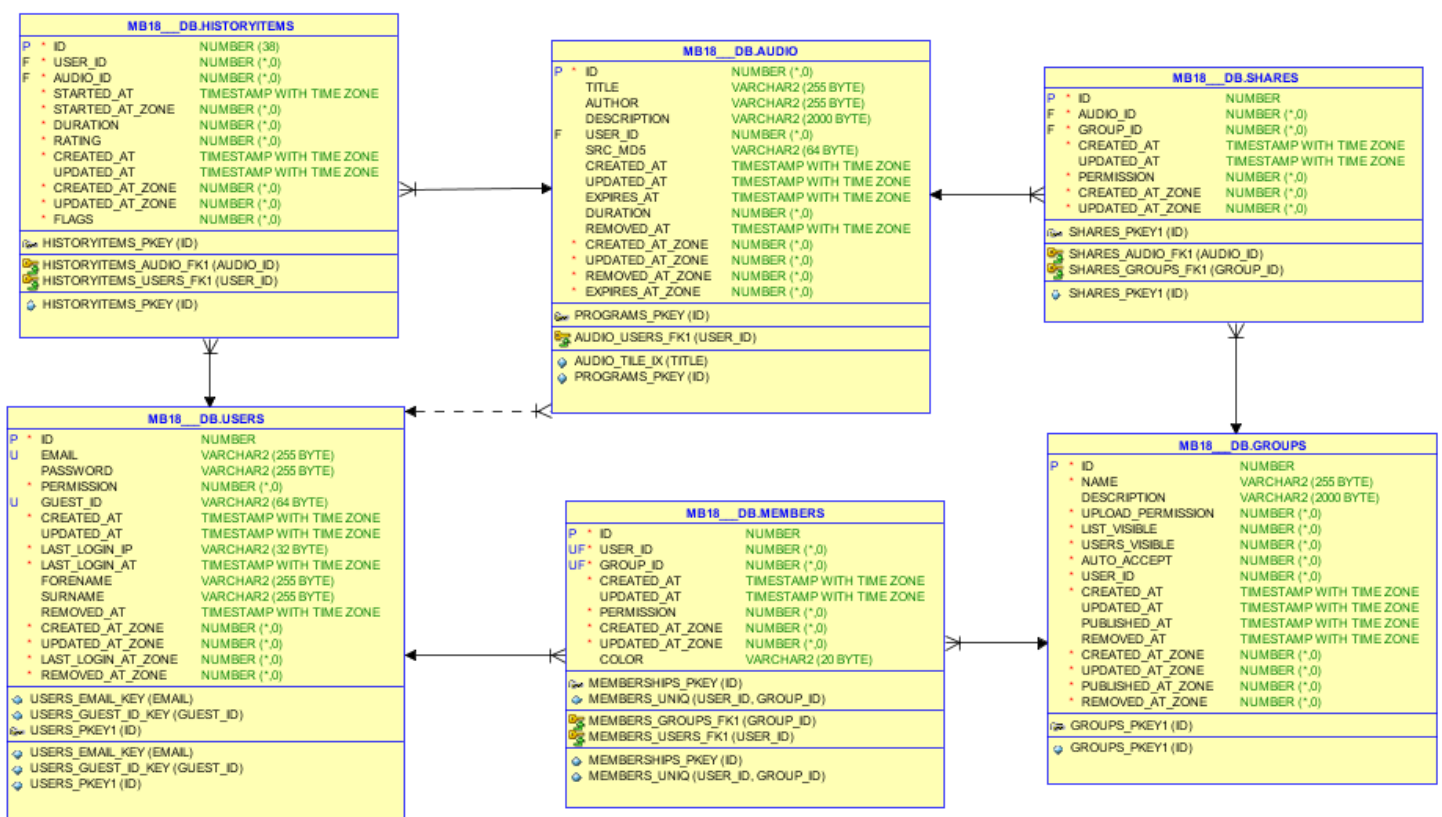 MB18__DB.HISTORYITEMS
P * ID NUMBER (38)
F * USER_ID NUMBER (*,0)
F * AUDIO_ID NUMBER (*,0)
* STARTED_AT TIMESTAMP WITH TIME ZONE
* STARTED_AT_ZONE NUMBER (*,0)
* DURATION NUMBER (*,0)
* RATING NUMBER (*,0)
* CREATED_AT TIMESTAMP WITH TIME ZONE
UPDATED_AT TIMESTAMP WITH TIME ZONE
* CREATED_AT_ZONE NUMBER (*,0)
* UPDATED_AT_ZONE NUMBER (*,0)
* FLAGS NUMBER (*,0)
HISTORYITEMS_PKEY (ID)
HISTORYITEMS_AUDIO_FK1 (AUDIO_ID)
HISTORYITEMS_USERS_FK1 (USER_ID)
HISTORYITEMS_PKEY (ID)
MB18__DB.AUDIO
P * ID NUMBER (*,0)
TITLE VARCHAR2 (255 BYTE)
AUTHOR VARCHAR2 (255 BYTE)
DESCRIPTION VARCHAR2 (2000 BYTE)
F USER_ID NUMBER (*,0)
SRC_MD5 VARCHAR2 (64 BYTE)
CREATED_AT TIMESTAMP WITH TIME ZONE
UPDATED_AT TIMESTAMP WITH TIME ZONE
EXPIRES_AT TIMESTAMP WITH TIME ZONE
DURATION NUMBER (*,0)
REMOVED_AT TIMESTAMP WITH TIME ZONE
* CREATED_AT_ZONE NUMBER (*,0)
* UPDATED_AT_ZONE NUMBER (*,0)
* REMOVED_AT_ZONE NUMBER (*,0)
* EXPIRES_AT_ZONE NUMBER (*,0)
PROGRAMS_PKEY (ID)
AUDIO_USERS_FK1 (USER_ID)
AUDIO_TILE_IX (TITLE)
PROGRAMS_PKEY (ID)
MB18__DB.SHARES
P * ID NUMBER
F * AUDIO_ID NUMBER (*,0)
F * GROUP_ID NUMBER (*,0)
* CREATED_AT TIMESTAMP WITH TIME ZONE
UPDATED_AT TIMESTAMP WITH TIME ZONE
* PERMISSION NUMBER (*,0)
* CREATED_AT_ZONE NUMBER (*,0)
* UPDATED_AT_ZONE NUMBER (*,0)
SHARES_PKEY1 (ID)
SHARES_AUDIO_FK1 (AUDIO_ID)
SHARES_GROUPS_FK1 (GROUP_ID)
SHARES_PKEY1 (ID)
MB18__DB.USERS
P * ID NUMBER
U EMAIL VARCHAR2 (255 BYTE)
PASSWORD VARCHAR2 (255 BYTE)
* PERMISSION NUMBER (*,0)
U GUEST_ID VARCHAR2 (64 BYTE)
* CREATED_AT TIMESTAMP WITH TIME ZONE
UPDATED_AT TIMESTAMP WITH TIME ZONE
* LAST_LOGIN_IP VARCHAR2 (32 BYTE)
* LAST_LOGIN_AT TIMESTAMP WITH TIME ZONE
FORENAME VARCHAR2 (255 BYTE)
SURNAME VARCHAR2 (255 BYTE)
REMOVED_AT TIMESTAMP WITH TIME ZONE
* CREATED_AT_ZONE NUMBER (*,0)
* UPDATED_AT_ZONE NUMBER (*,0)
* LAST_LOGIN_AT_ZONE NUMBER (*,0)
* REMOVED_AT_ZONE NUMBER (*,0)
USERS_EMAIL_KEY (EMAIL)
USERS_GUEST_ID_KEY (GUEST_ID)
USERS_PKEY1 (ID)
USERS_EMAIL_KEY (EMAIL)
USERS_GUEST_ID_KEY (GUEST_ID)
USERS_PKEY1 (ID)
MB18__DB.MEMBERS
P * ID NUMBER
UF* USER_ID NUMBER (*,0)
UF* GROUP_ID NUMBER (*,0)
* CREATED_AT TIMESTAMP WITH TIME ZONE
UPDATED_AT TIMESTAMP WITH TIME ZONE
* PERMISSION NUMBER (*,0)
* CREATED_AT_ZONE NUMBER (*,0)
* UPDATED_AT_ZONE NUMBER (*,0)
COLOR VARCHAR2 (20 BYTE)
MEMBERSHIPS_PKEY (ID)
MEMBERS_UNIQ (USER_ID, GROUP_ID)
MEMBERS_GROUPS_FK1 (GROUP_ID)
MEMBERS_USERS_FK1 (USER_ID)
MEMBERSHIPS_PKEY (ID)
MEMBERS_UNIQ (USER_ID, GROUP_ID)
MB18__DB.GROUPS
P * ID NUMBER
* NAME VARCHAR2 (255 BYTE)
DESCRIPTION VARCHAR2 (2000 BYTE)
* UPLOAD_PERMISSION NUMBER (*,0)
* LIST_VISIBLE NUMBER (*,0)
* USERS_VISIBLE NUMBER (*,0)
* AUTO_ACCEPT NUMBER (*,0)
* USER_ID NUMBER (*,0)
* CREATED_AT TIMESTAMP WITH TIME ZONE
UPDATED_AT TIMESTAMP WITH TIME ZONE
PUBLISHED_AT TIMESTAMP WITH TIME ZONE
REMOVED_AT TIMESTAMP WITH TIME ZONE
* CREATED_AT_ZONE NUMBER (*,0)
* UPDATED_AT_ZONE NUMBER (*,0)
* PUBLISHED_AT_ZONE NUMBER (*,0)
* REMOVED_AT_ZONE NUMBER (*,0)
GROUPS_PKEY1 (ID)
GROUPS_PKEY1 (ID)